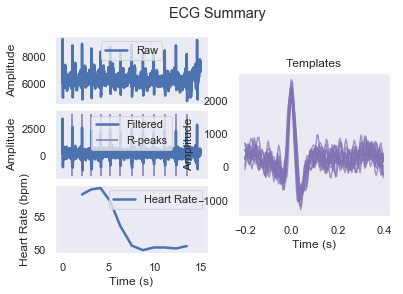 ECG Summary
Raw
8000
6000
Amplitude
Filtered
R-peaks
2500
0
Amplitude
Heart Rate
55
50
Heart Rate (bpm)
0 5 10 15
Time (s)
Templates
2000
1000
0
-1000
Amplitude
-0.2 0.0 0.2 0.4
Time (s)